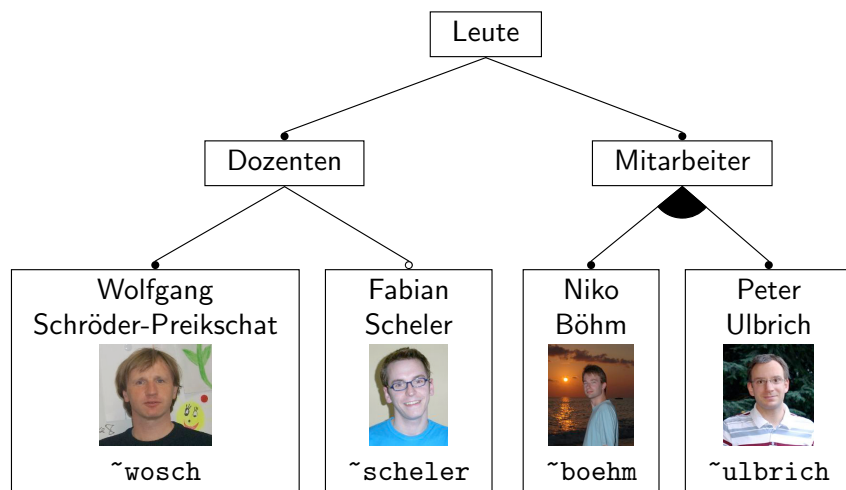 Leute
Dozenten
Mitarbeiter
Wolfgang
Schröder-Preikschat
~wosch
Fabian
Scheler
~scheler
Niko
Böhm
~boehm
Peter
Ulbrich
~ulbrich